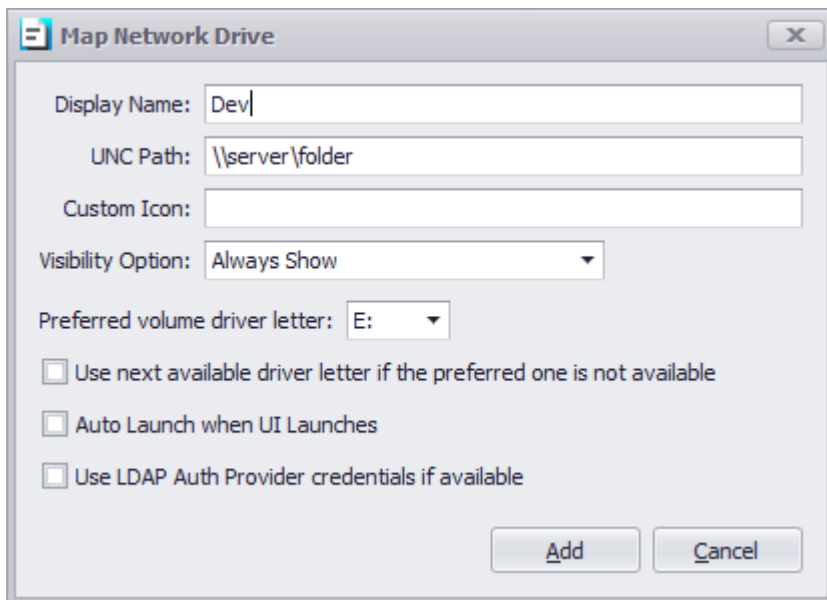 Map Network Drive
Display Name: Dev
UNC Path: \\server\folder
Custom Icon:
Visibility Option: Always Show
Preferred volume driver letter: E:
Use next available driver letter if the preferred one is not available
Auto Launch when UI Launches
Use LDAP Auth Provider credentials if available
Add Cancel